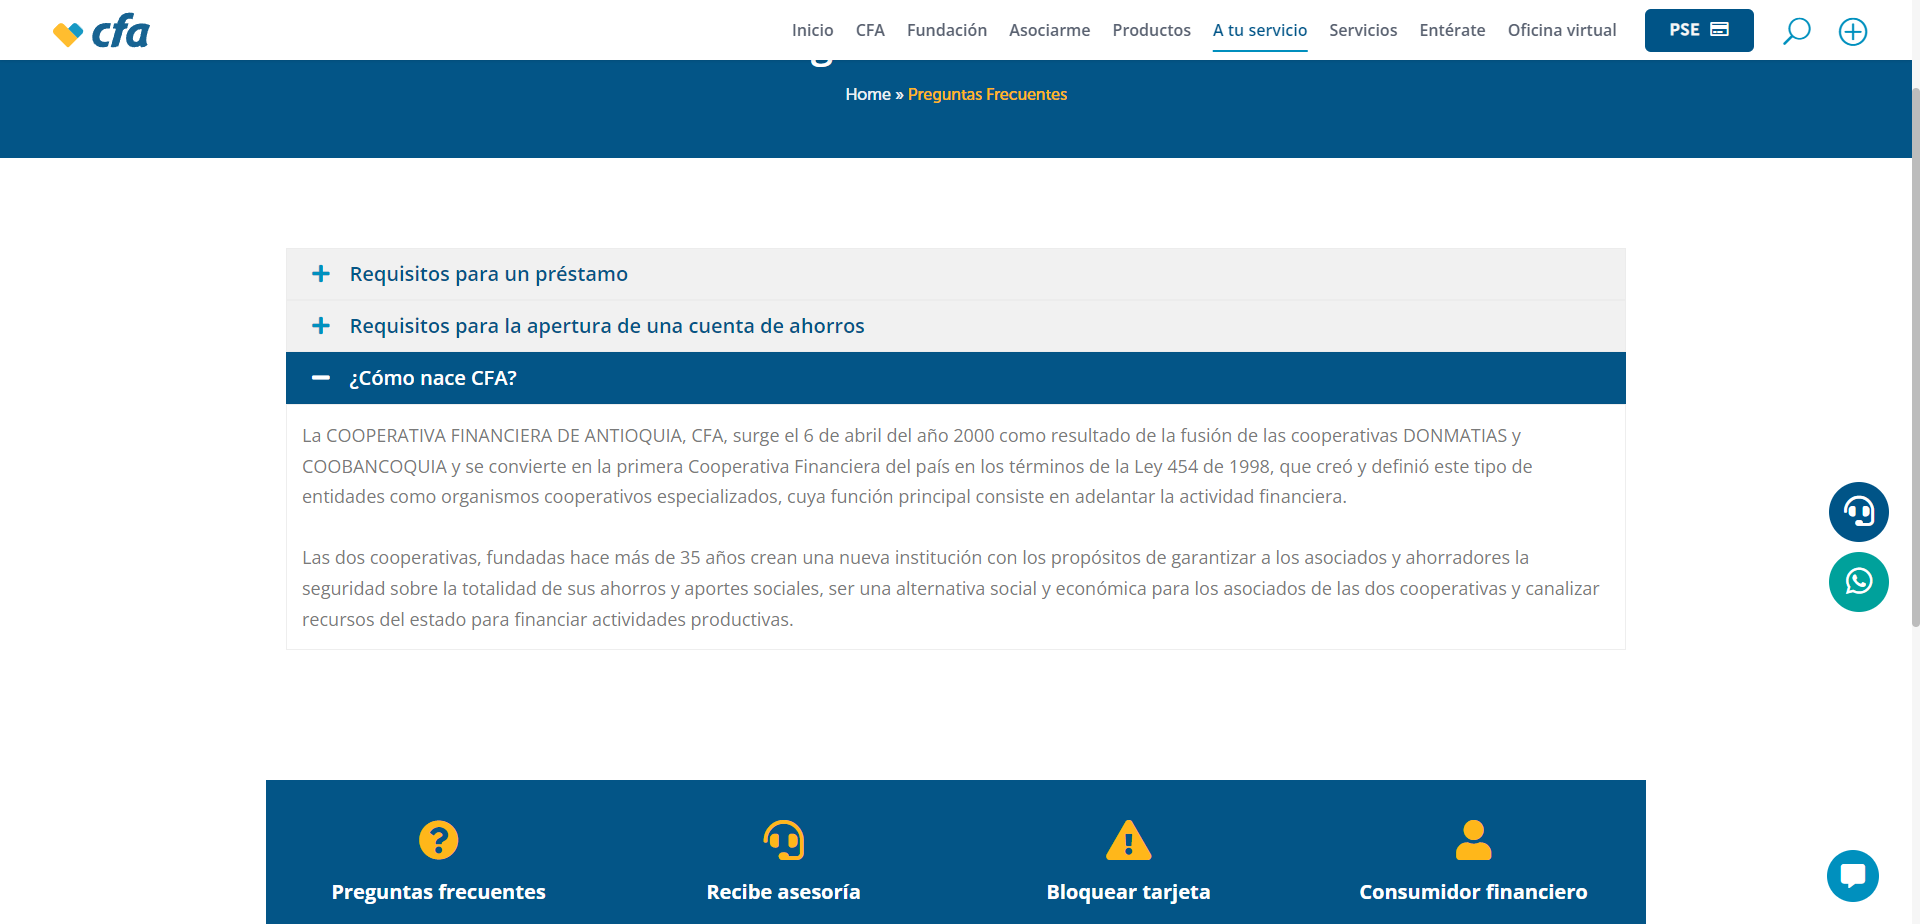 cfa
Inicio CFA Fundación Asociarme Productos A tu servicio Servicios Entérate Oficina virtual PSE
Home » Preguntas Frecuentes
Requisitos para un préstamo
Requisitos para la apertura de una cuenta de ahorros
¿Cómo nace CFA?
La COOPERATIVA FINANCIERA DE ANTIOQUIA, CFA, surge el 6 de abril del año 2000 como resultado de la fusión de las cooperativas DONMATIAS y
COOBANCOQUIA y se convierte en la primera Cooperativa Financiera del país en los términos de la Ley 454 de 1998, que creó y definió este tipo de
entidades como organismos cooperativos especializados, cuya función principal consiste en adelantar la actividad financiera.
Las dos cooperativas, fundadas hace más de 35 años crean una nueva institución con los propósitos de garantizar a los asociados y ahorradores la
seguridad sobre la totalidad de sus ahorros y aportes sociales, ser una alternativa social y económica para los asociados de las dos cooperativas y canalizar
recursos del estado para financiar actividades productivas.
Preguntas frecuentes Recibe asesoría Bloquear tarjeta Consumidor financiero